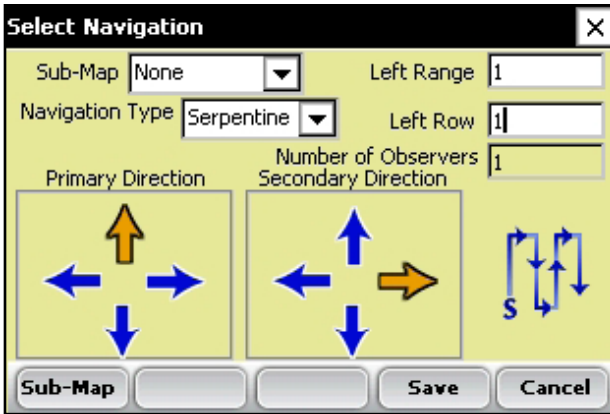 Select Navigation
Sub-Map None Left Range 1
Navigation Type Serpentine Left Row 1
Number of Observers 1
Primary Direction Secondary Direction
S
Sub-Map Save Cancel